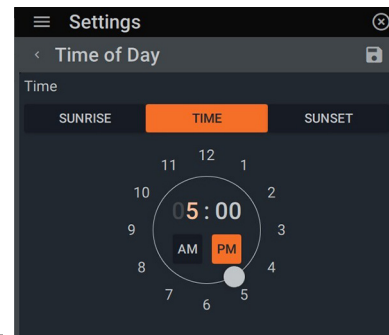 Settings
Time of Day
Time
SUNRISE TIME SUNSET
12
11 1
10 2
05:00
9 3
AM PM
8 4
7 5
6